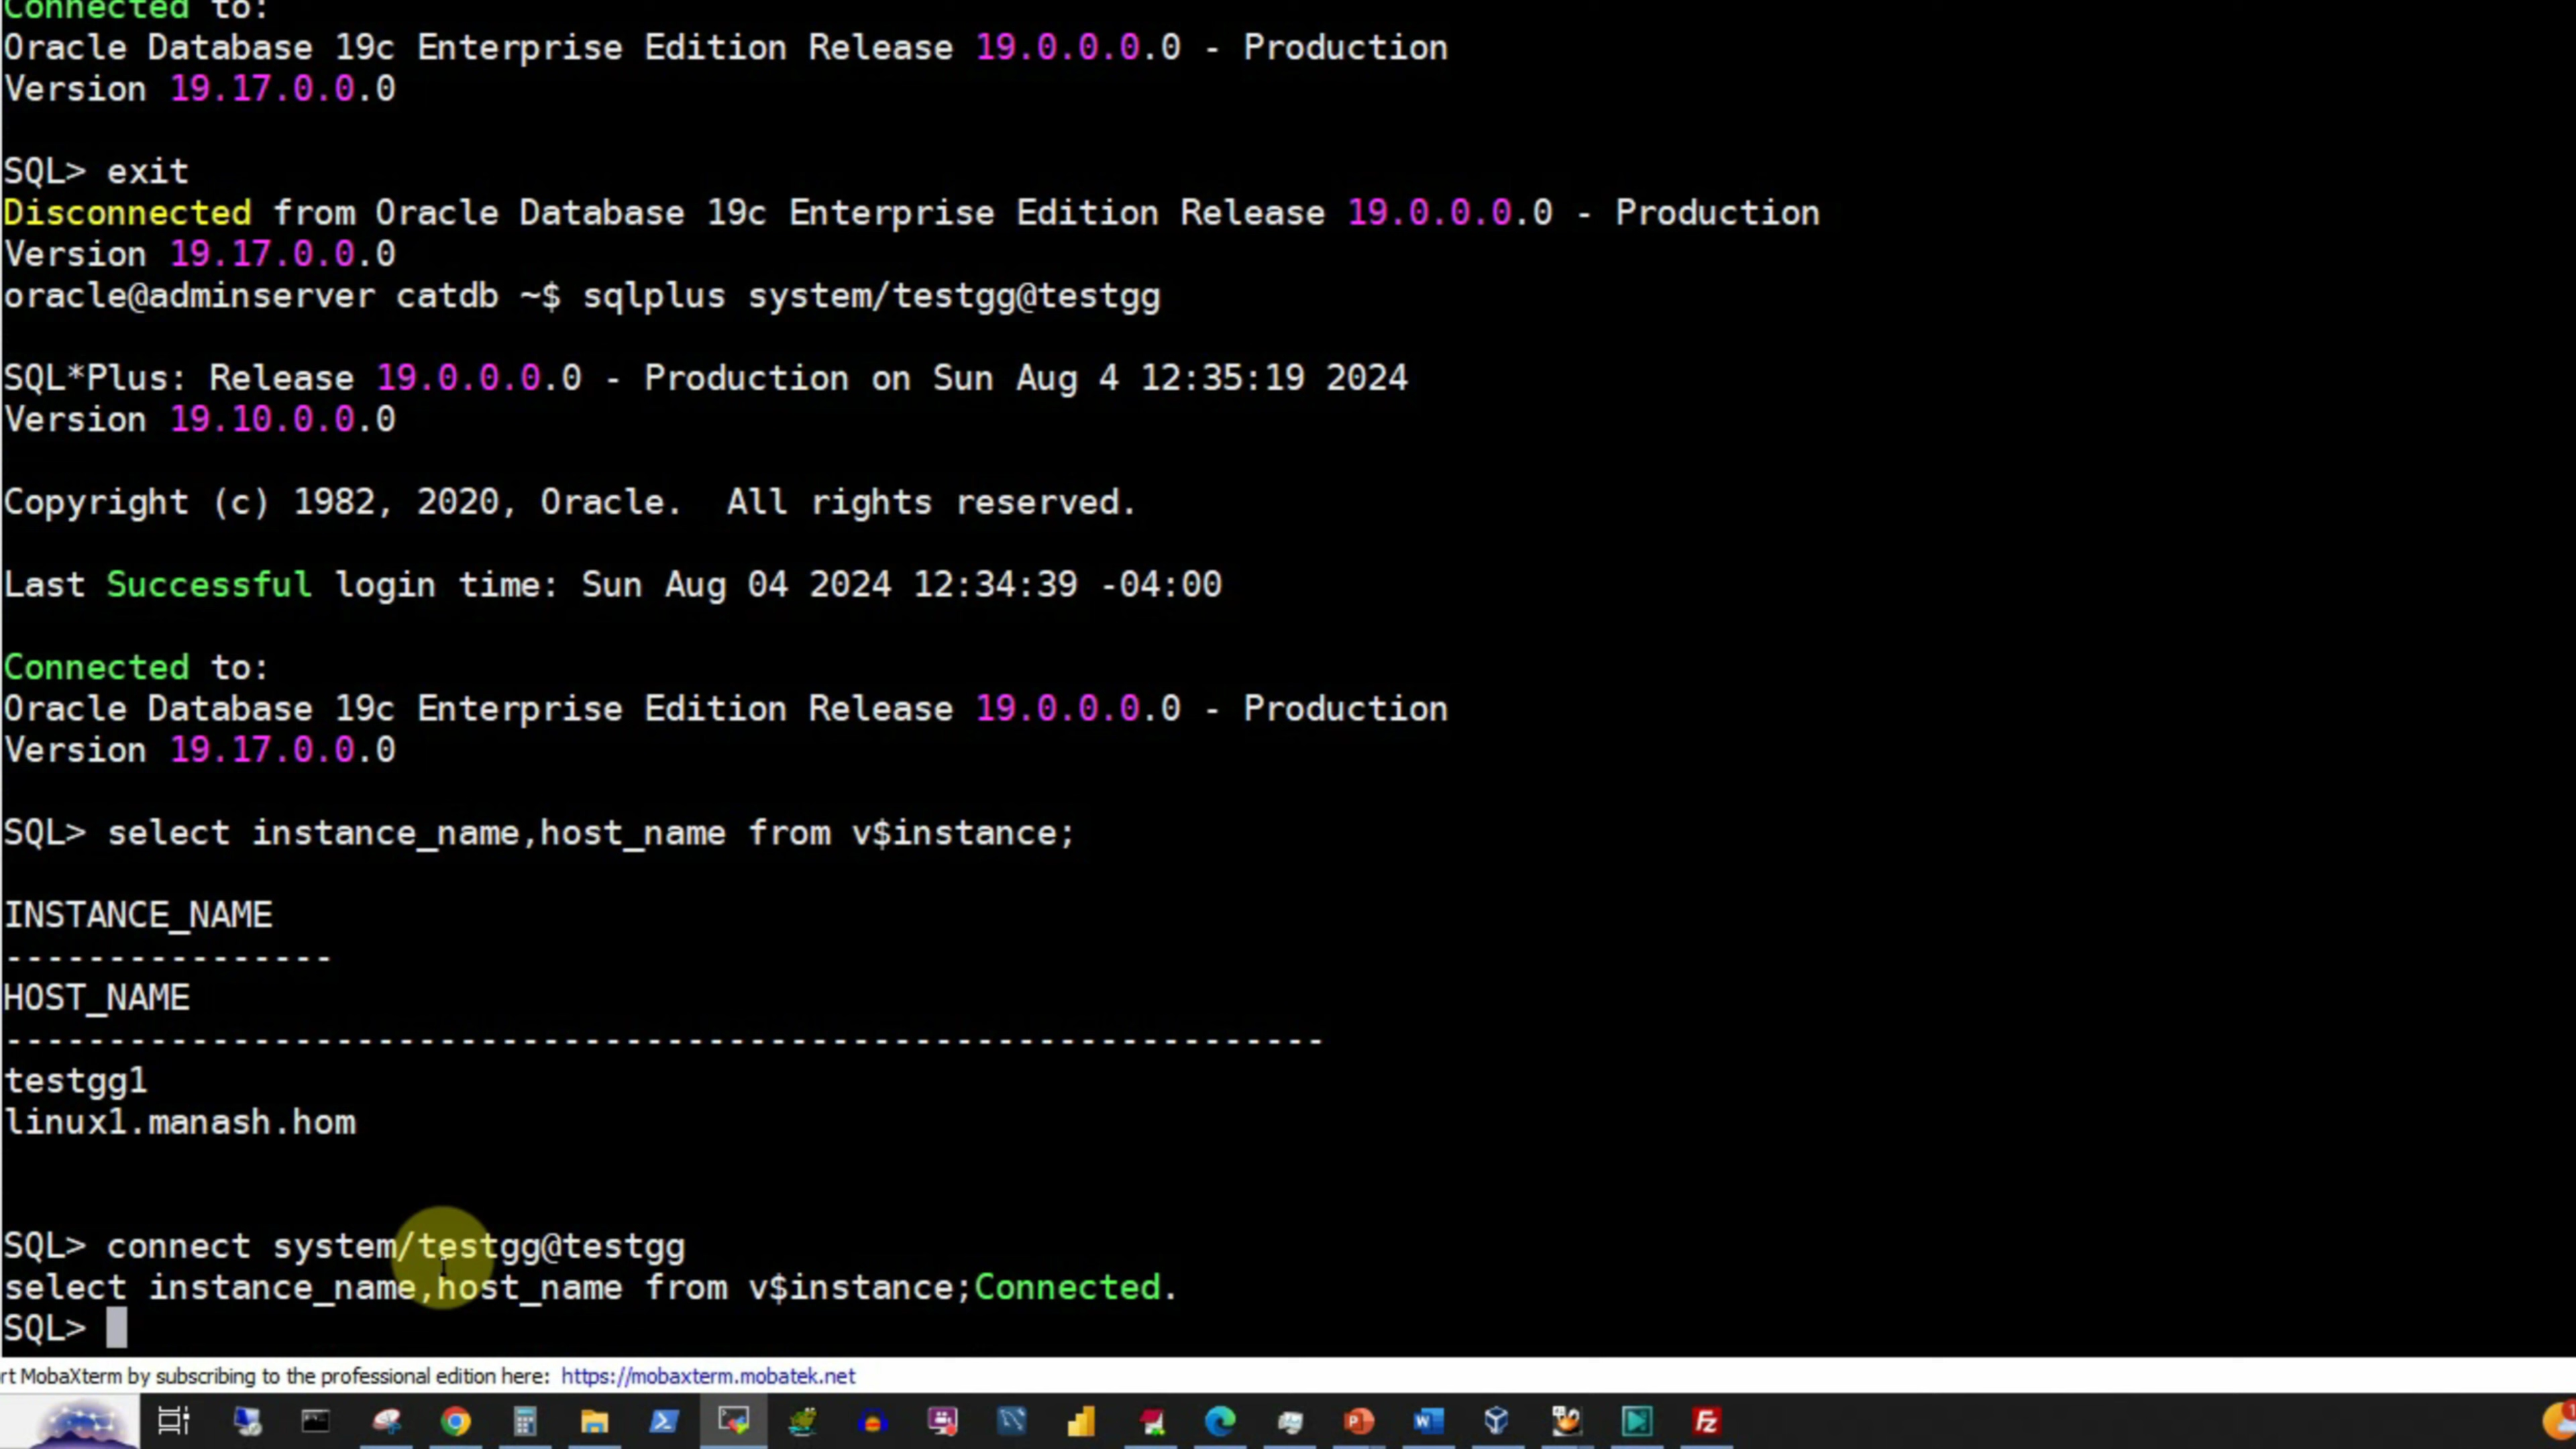 Connected to:
Oracle Database 19c Enterprise Edition Release 19.0.0.0.0 - Production
Version 19.17.0.0.0
SQL> exit
Disconnected from Oracle Database 19c Enterprise Edition Release 19.0.0.0.0 - Production
Version 19.17.0.0.0
oracle@adminserver catdb ~$ sqlplus system/testgg@testgg
SQL*Plus: Release 19.0.0.0.0 - Production on Sun Aug 4 12:35:19 2024
Version 19.10.0.0.0
Copyright (c) 1982, 2020, Oracle.  All rights reserved.
Last Successful login time: Sun Aug 04 2024 12:34:39 -04:00
Connected to:
Oracle Database 19c Enterprise Edition Release 19.0.0.0.0 - Production
Version 19.17.0.0.0
SQL> select instance_name,host_name from v$instance;
INSTANCE_NAME
----------------
HOST_NAME
----------------------------------------------------------------
testgg1
linux1.manash.hom
SQL> connect system/testgg@testgg
select instance_name,host_name from v$instance;Connected.
SQL>
rt MobaXterm by subscribing to the professional edition here: https://mobaxterm.mobatek.net